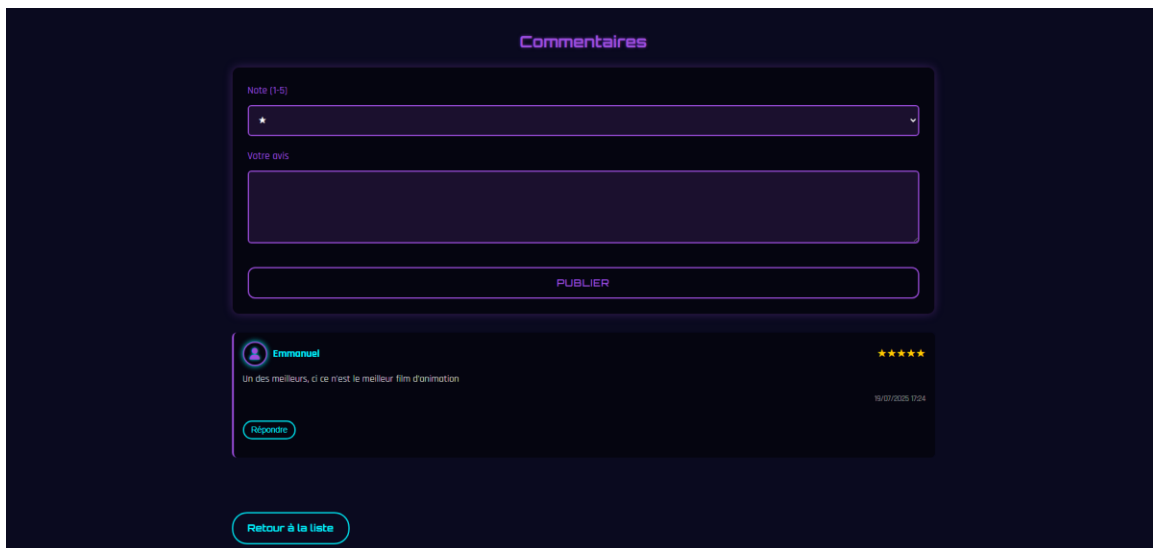 Commentaires
Note (1-5)
★
Votre avis
PUBLIER
Emmanuel ★★★★★
Un des meilleurs, ci ce n'est le meilleur film d'animation
19/07/2025 17:24
Répondre
Retour à la liste